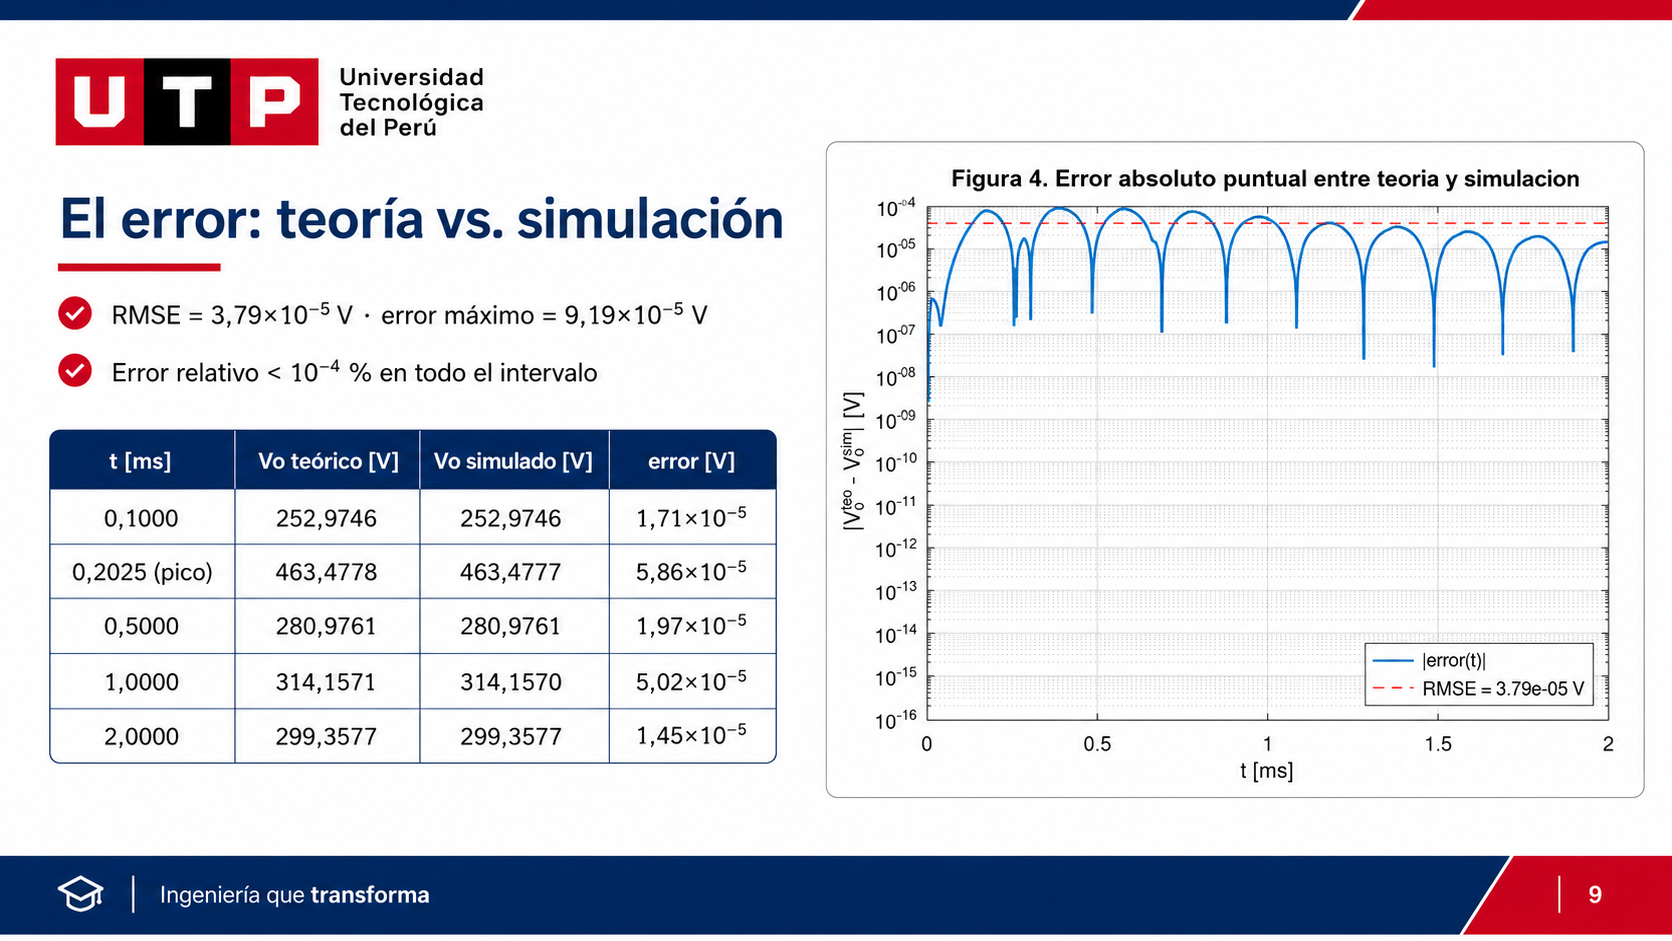 UTP
Universidad
Tecnológica
del Perú
El error: teoría vs. simulación
RMSE = 3,79×10⁻⁵ V · error máximo = 9,19×10⁻⁵ V
Error relativo < 10⁻⁴ % en todo el intervalo
t [ms] Vo teórico [V] Vo simulado [V] error [V]
0,1000 252,9746 252,9746 1,71×10⁻⁵
0,2025 (pico) 463,4778 463,4777 5,86×10⁻⁵
0,5000 280,9761 280,9761 1,97×10⁻⁵
1,0000 314,1571 314,1570 5,02×10⁻⁵
2,0000 299,3577 299,3577 1,45×10⁻⁵
Figura 4. Error absoluto puntual entre teoria y simulacion
|V₀ᵗᵉᵒ - V₀ˢⁱᵐ| [V]
10⁻⁰⁴
10⁻⁰⁵
10⁻⁰⁶
10⁻⁰⁷
10⁻⁰⁸
10⁻⁰⁹
10⁻¹⁰
10⁻¹¹
10⁻¹²
10⁻¹³
10⁻¹⁴
10⁻¹⁵
10⁻¹⁶
|error(t)|
RMSE = 3.79e-05 V
0 0.5 1 1.5 2
t [ms]
Ingeniería que transforma
9